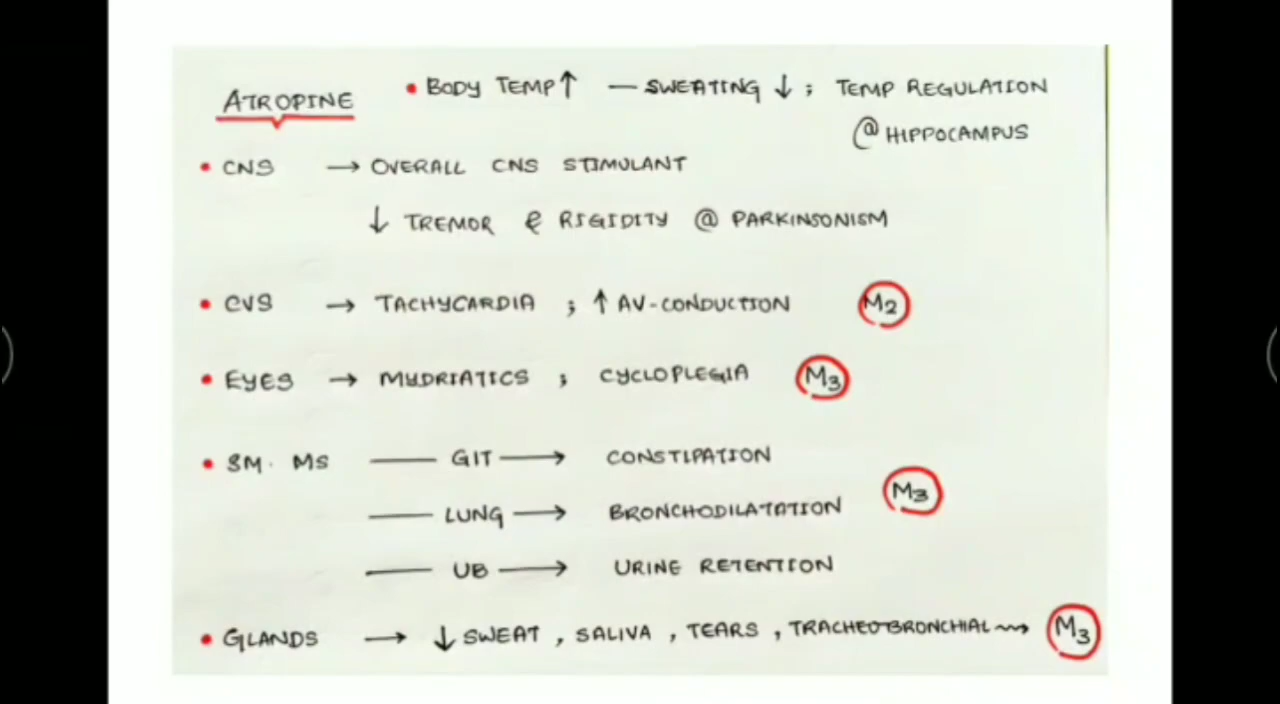 ATROPINE • BODY TEMP ↑ — SWEATING ↓ ; TEMP REGULATION
@ HIPPOCAMPUS
• CNS → OVERALL CNS STIMULANT
↓ TREMOR & RIGIDITY @ PARKINSONISM
• CVS → TACHYCARDIA ; ↑ AV-CONDUCTION M2
• EYES → MYDRIATICS ; CYCLOPLEGIA M3
• SM. MS — GIT → CONSTIPATION
M3
— LUNG → BRONCHODILATATION
— UB → URINE RETENTION
• GLANDS → ↓ SWEAT , SALIVA , TEARS , TRACHEOBRONCHIAL → M3